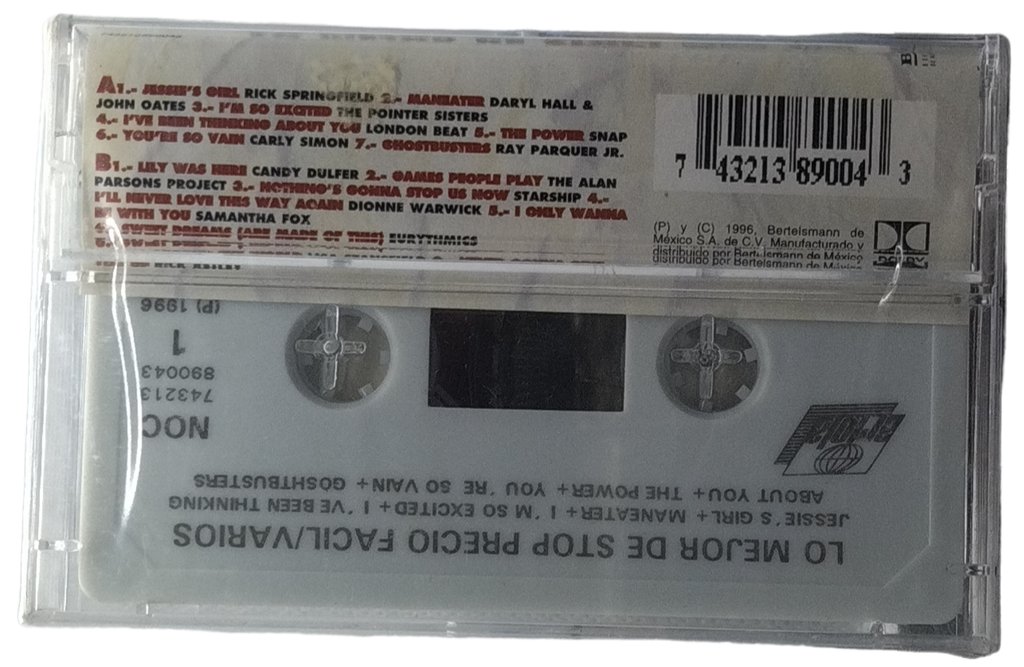 A1.- JESSIE'S GIRL RICK SPRINGFIELD 2.- MANEATER DARYL HALL &
JOHN OATES 3.- I'M SO EXCITED THE POINTER SISTERS
4.- I'VE BEEN THINKING ABOUT YOU LONDON BEAT 5.- THE POWER SNAP
6.- YOU'RE SO VAIN CARLY SIMON 7.- GHOSTBUSTERS RAY PARQUER JR.
B1.- LILY WAS HERE CANDY DULFER 2.- GAMES PEOPLE PLAY THE ALAN
PARSONS PROJECT 3.- NOTHING'S GONNA STOP US NOW STARSHIP 4.-
I'LL NEVER LOVE THIS WAY AGAIN DIONNE WARWICK 5.- I ONLY WANNA
BE WITH YOU SAMANTHA FOX
SWEET DREAMS (ARE MADE OF THIS) EURYTHMICS
RICK ASTLEY
7 43213 89004 3
(P) y (C) 1996, Bertelsmann de
México S.A. de C.V. Manufacturado y
distribuido por Bertelsmann de México
DOLBY
LO MEJOR DE STOP PRECIO FACIL/VARIOS
JESSIE'S GIRL+ MANEATER+ I 'M SO EXCITED+ I 'VE BEEN THINKING
ABOUT YOU+ THE POWER+ YOU 'RE SO VAIN+ GOSHTBUSTERS
ariola
NOC
743213
890043
1
(P) 1996